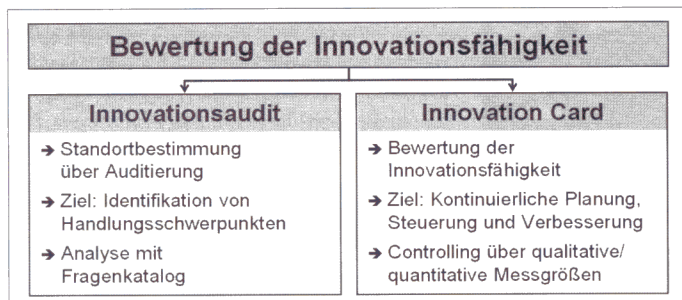 Bewertung der Innovationsfähigkeit
Innovationsaudit
➔ Standortbestimmung
über Auditierung
➔ Ziel: Identifikation von
Handlungsschwerpunkten
➔ Analyse mit
Fragenkatalog
Innovation Card
➔ Bewertung der
Innovationsfähigkeit
➔ Ziel: Kontinuierliche Planung,
Steuerung und Verbesserung
➔ Controlling über qualitative/
quantitative Messgrößen